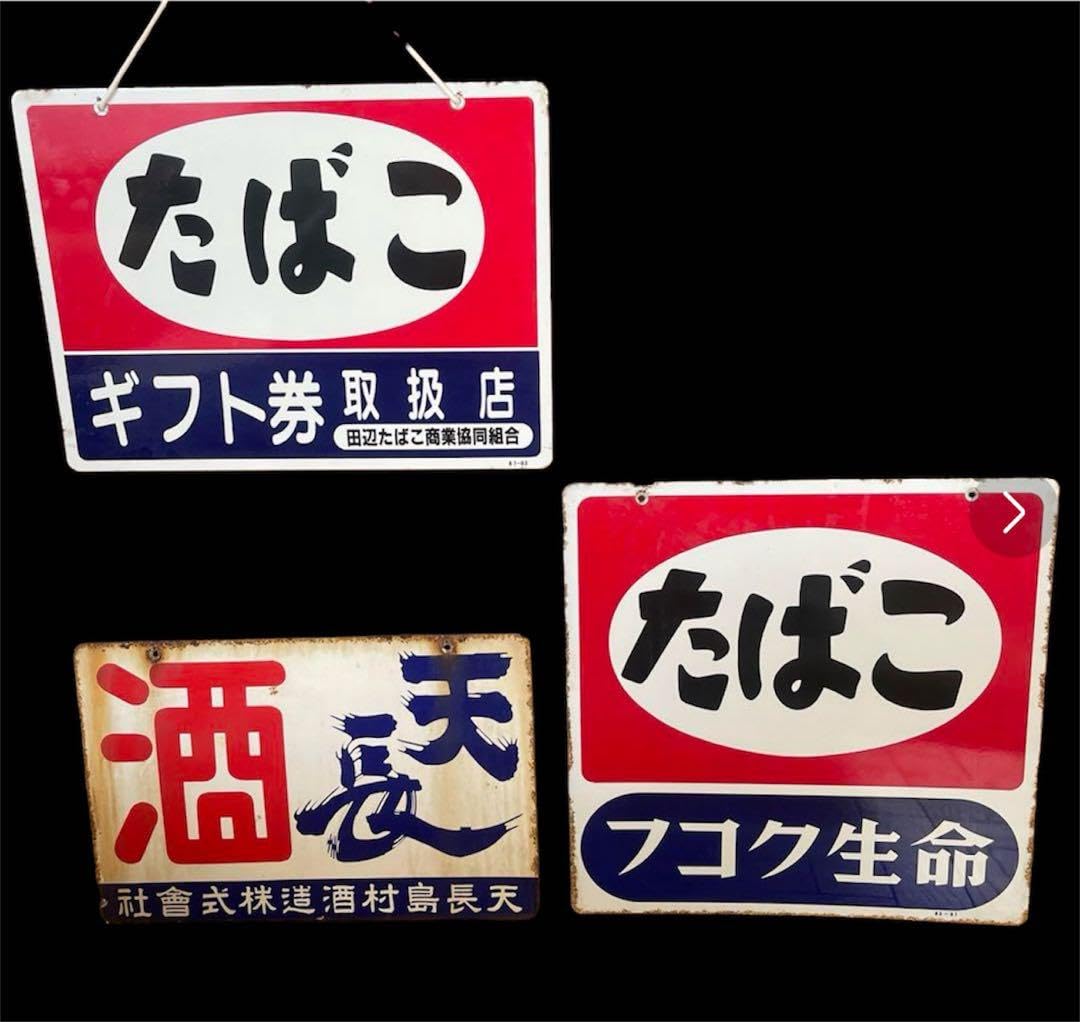 たばこ
ギフト券取扱店
田辺たばこ商業協同組合
たばこ
フコク生命
天長
酒
天長島村酒造株式會社